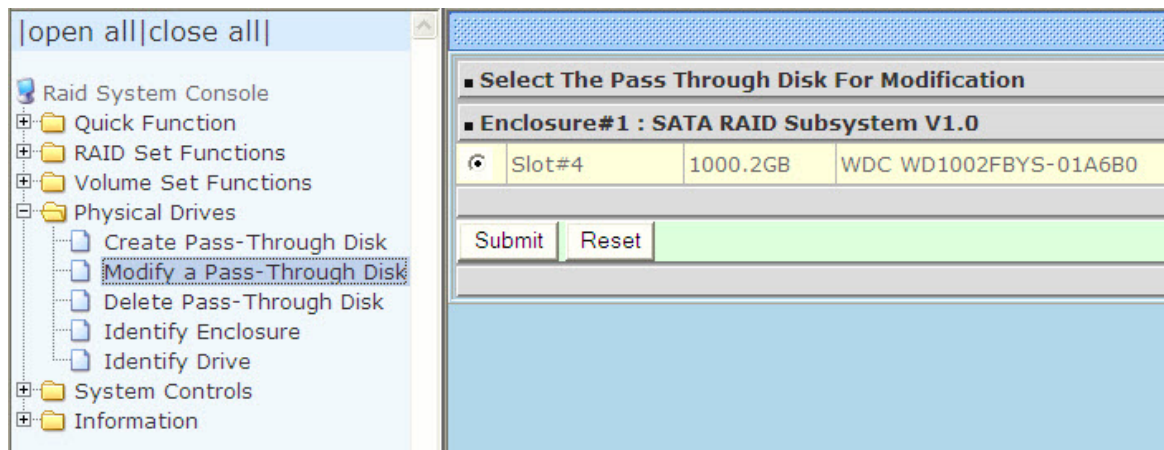 |open all|close all|
Raid System Console
Quick Function
RAID Set Functions
Volume Set Functions
Physical Drives
Create Pass-Through Disk
Modify a Pass-Through Disk
Delete Pass-Through Disk
Identify Enclosure
Identify Drive
System Controls
Information
Select The Pass Through Disk For Modification
Enclosure#1 : SATA RAID Subsystem V1.0
Slot#4 1000.2GB WDC WD1002FBYS-01A6B0
Submit Reset